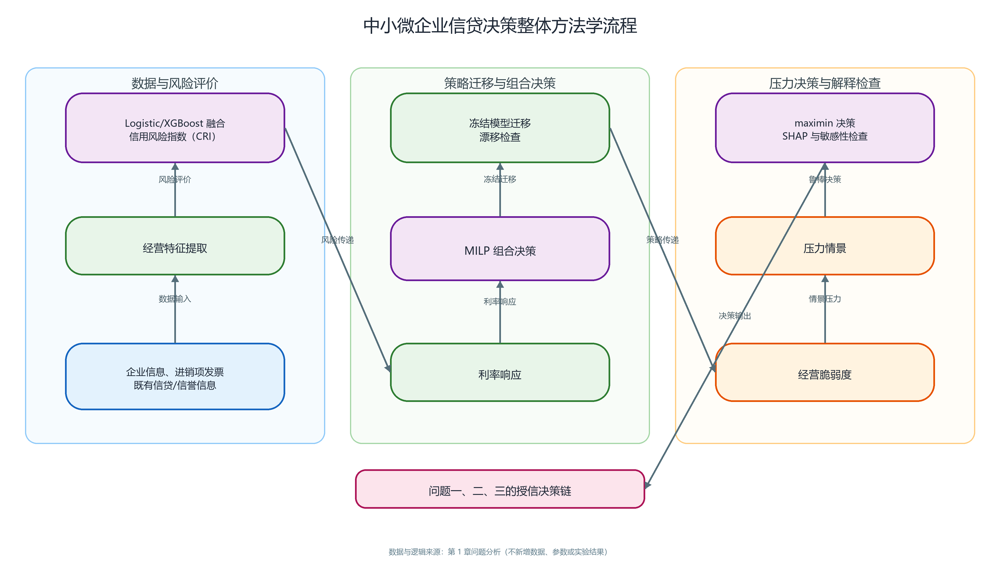 中小微企业信贷决策整体方法学流程
数据与风险评价
Logistic/XGBoost 融合
信用风险指数（CRI）
风险评价
经营特征提取
数据输入
企业信息、进销项发票
既有信贷/信誉信息
风险传递
策略迁移与组合决策
冻结模型迁移
漂移检查
冻结迁移
MILP 组合决策
利率响应
利率响应
策略传递
压力决策与解释检查
maximin 决策
SHAP 与敏感性检查
鲁棒决策
压力情景
情景压力
决策输出
经营脆弱度
问题一、二、三的授信决策链
数据与逻辑来源：第 1 章问题分析（不新增数据、参数或实验结果）